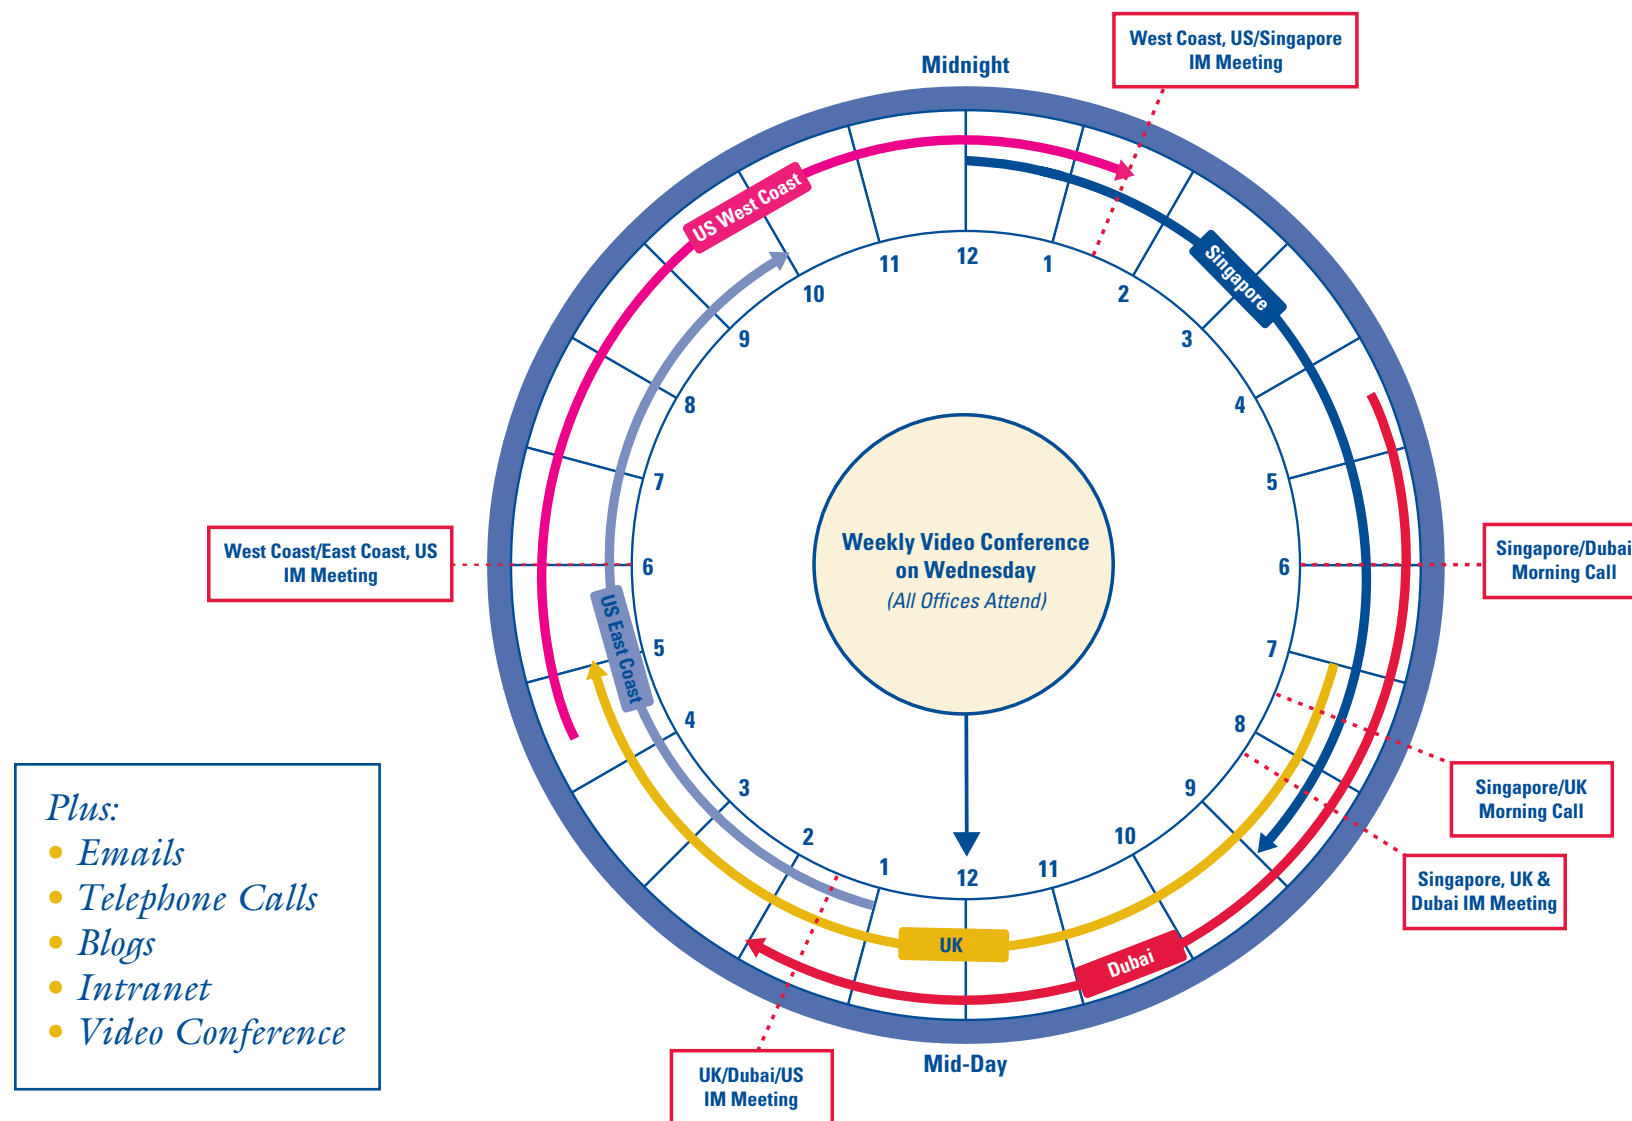 West Coast, US/Singapore
IM Meeting
Midnight
US West Coast
Singapore
12
1
2
3
4
5
6
7
8
9
10
11
12
1
2
3
4
5
6
7
8
9
10
11
Weekly Video Conference
on Wednesday
(All Offices Attend)
West Coast/East Coast, US
IM Meeting
Singapore/Dubai
Morning Call
US East Coast
Singapore/UK
Morning Call
Singapore, UK &
Dubai IM Meeting
UK
Dubai
Mid-Day
UK/Dubai/US
IM Meeting
Plus:
• Emails
• Telephone Calls
• Blogs
• Intranet
• Video Conference